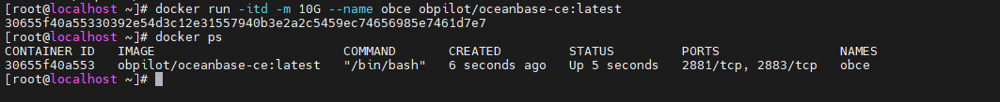 [root@localhost ~]# docker run -itd -m 10G --name obce obpilot/oceanbase-ce:latest
30655f40a55330392e54d3c12e31557940b3e2a2c5459ec74656985e7461d7e7
[root@localhost ~]# docker ps
CONTAINER ID IMAGE COMMAND CREATED STATUS PORTS NAMES
30655f40a553 obpilot/oceanbase-ce:latest "/bin/bash" 6 seconds ago Up 5 seconds 2881/tcp, 2883/tcp obce
[root@localhost ~]#